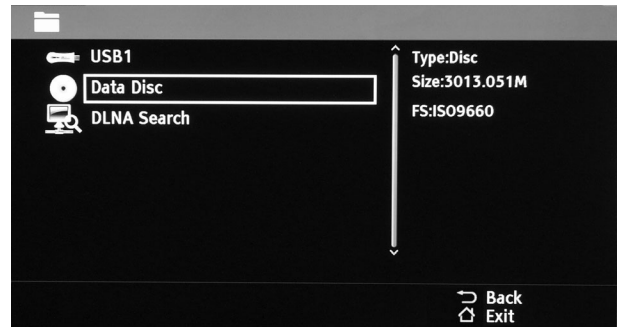 USB1
Data Disc
DLNA Search
Type:Disc
Size:3013.051M
FS:ISO9660
Back
Exit